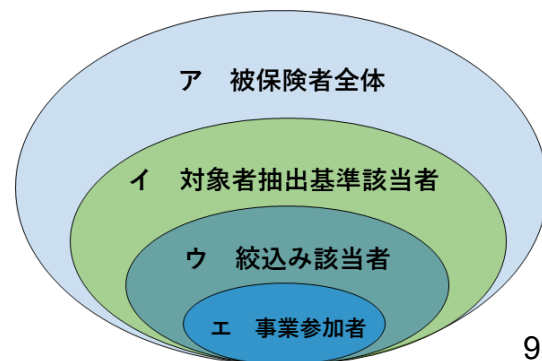 ア　被保険者全体
イ　対象者抽出基準該当者
ウ　絞込み該当者
エ　事業参加者
9